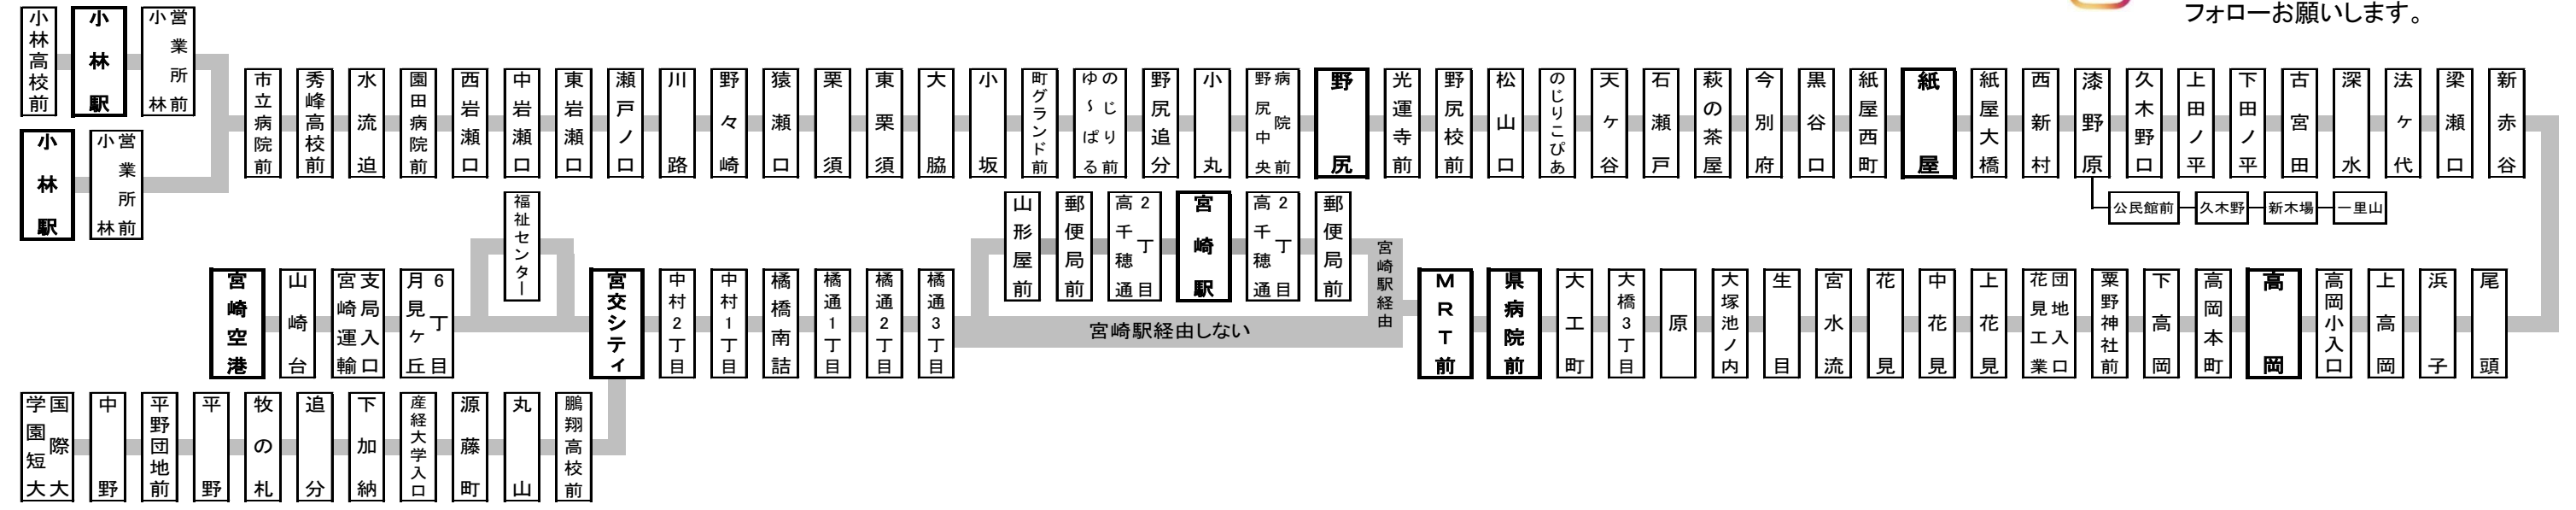 フォローお願いします。
小林高校前
小林駅
小林営業所前
小林駅
小林営業所前
市立病院前
秀峰高校前
水流迫
園田病院前
西岩瀬口
中岩瀬口
東岩瀬口
瀬戸ノ口
川路
野々崎
猿瀬口
栗須
東栗須
大脇
小坂
町グランド前
のじりゆ～ぱる前
野尻追分
小丸
野尻中央病院前
野尻
光運寺前
野尻校前
松山口
のじりこぴあ
天ケ谷
石瀬戸
萩の茶屋
今別府
黒谷口
紙屋西町
紙屋
紙屋大橋
西新村
漆野原
久木野口
上田ノ平
下田ノ平
古宮田
深水
法ケ代
梁瀬口
新赤谷
公民館前
久木野
新木場
一里山
福祉センター
山形屋前
郵便局前
高千穂通2丁目
宮崎駅
高千穂通2丁目
郵便局前
宮崎駅経由
宮崎駅経由しない
宮崎空港
山崎台
宮崎運輸支局入口
月見ケ丘6丁目
宮交シティ
中村2丁目
中村1丁目
橘橋南詰
橘通1丁目
橘通2丁目
橘通3丁目
MRT前
県病院前
大工町
大橋3丁目
原
大塚池ノ内
生目
宮水流
花見
中花見
上花見
花見工業団地入口
粟野神社前
下高岡
高岡本町
高岡
高岡小入口
上高岡
浜子
尾頭
国際大学園短大
中野
平野団地前
平野
牧の札
追分
下加納
産経大学入口
源藤町
丸山
鵬翔高校前